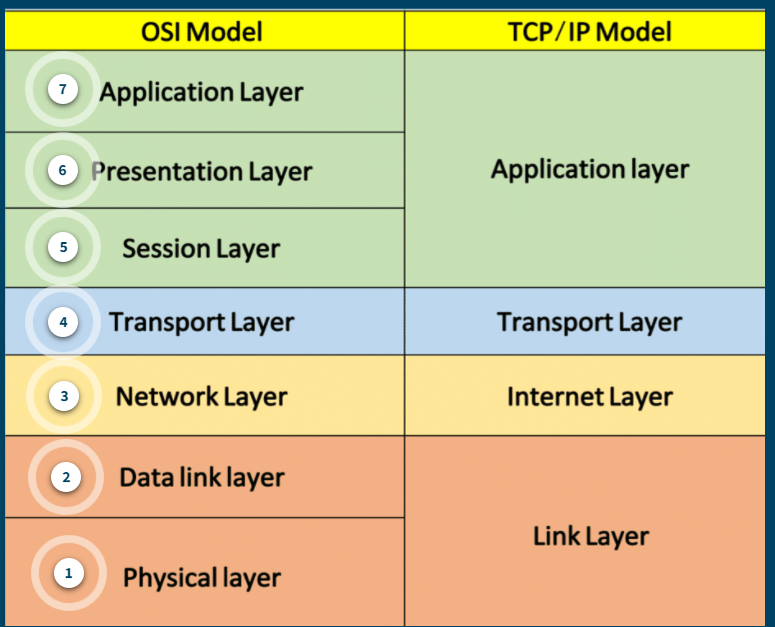 OSI Model
TCP/IP Model
7 Application Layer
6 Presentation Layer
5 Session Layer
Application layer
4 Transport Layer
Transport Layer
3 Network Layer
Internet Layer
2 Data link layer
1 Physical layer
Link Layer